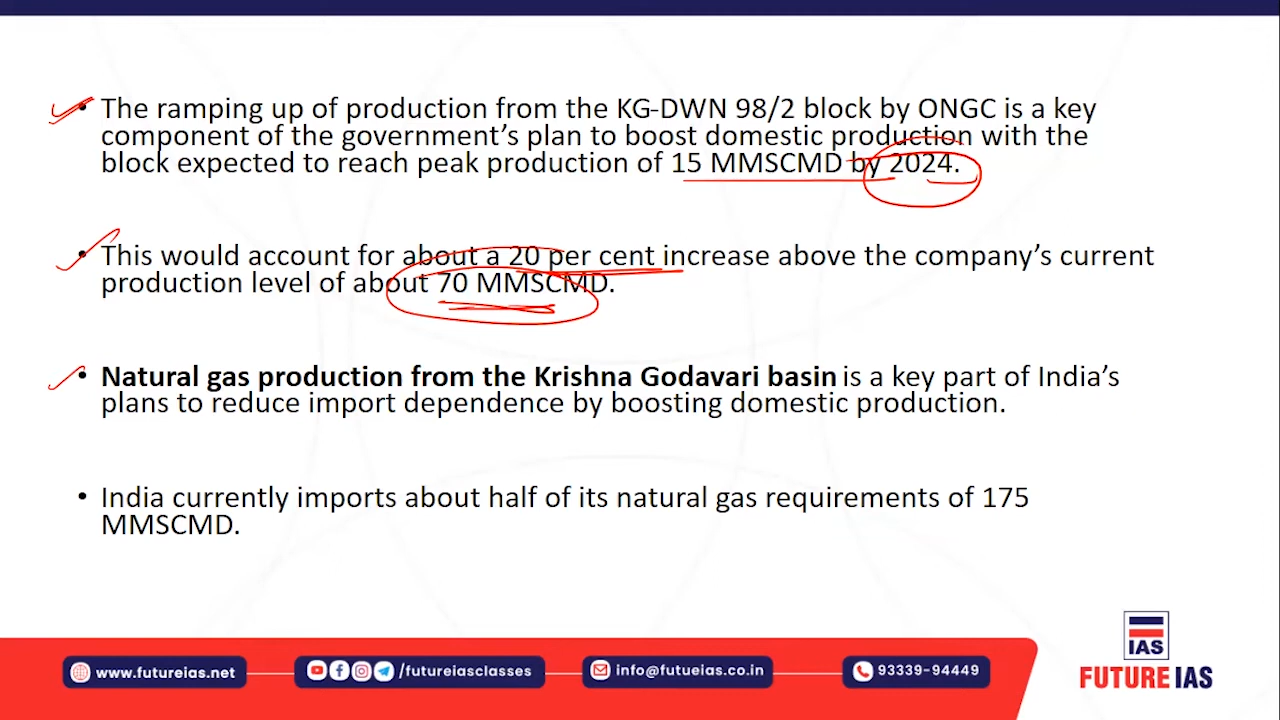 • The ramping up of production from the KG-DWN 98/2 block by ONGC is a key
component of the government's plan to boost domestic production with the
block expected to reach peak production of 15 MMSCMD by 2024.
• This would account for about a 20 per cent increase above the company's current
production level of about 70 MMSCMD.
• Natural gas production from the Krishna Godavari basin is a key part of India's
plans to reduce import dependence by boosting domestic production.
• India currently imports about half of its natural gas requirements of 175
MMSCMD.
www.futureias.net
/futureiasclasses
info@futueias.co.in
93339-94449
IAS
FUTURE IAS